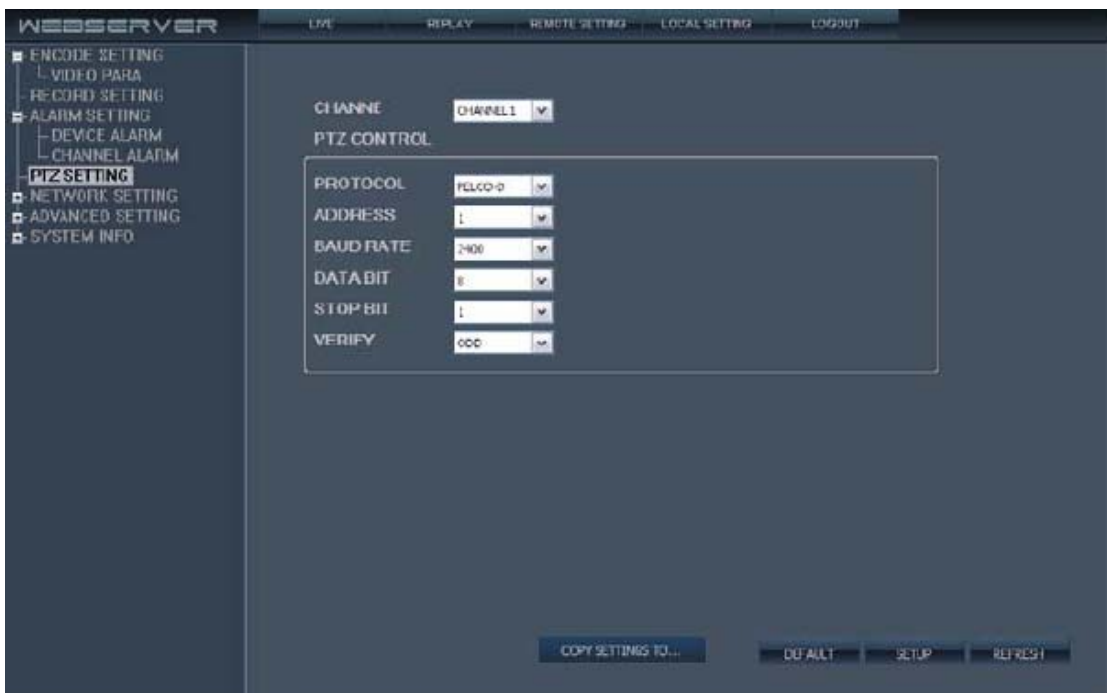 WEBSERVER
LIVE REPLAY REMOTE SETTING LOCAL SETTING LOGOUT
ENCODE SETTING
VIDEO PARA
RECORD SETTING
ALARM SETTING
DEVICE ALARM
CHANNEL ALARM
PTZ SETTING
NETWORK SETTING
ADVANCED SETTING
SYSTEM INFO
CHANNE CHANNEL 1
PTZ CONTROL
PROTOCOL PELCO-D
ADDRESS 1
BAUD RATE 2400
DATA BIT 8
STOP BIT 1
VERIFY ODD
COPY SETTINGS TO... DEFAULT SETUP REFRESH